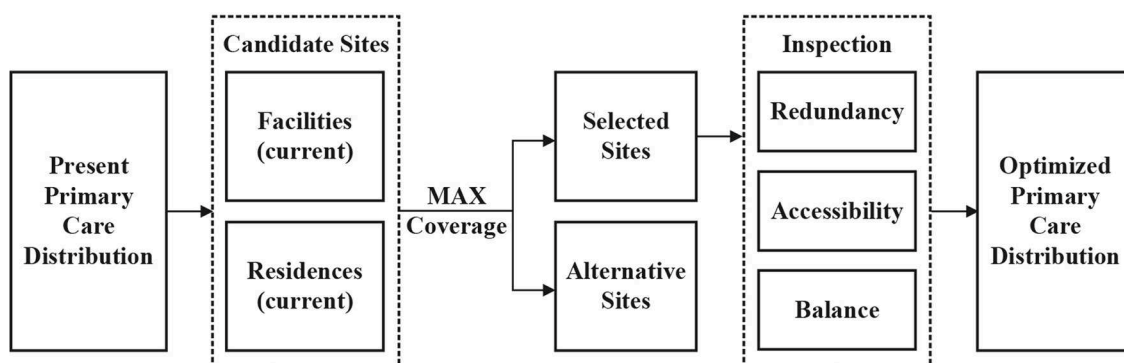 Present
Primary
Care
Distribution
Candidate Sites
Facilities
(current)
Residences
(current)
MAX
Coverage
Selected
Sites
Alternative
Sites
Inspection
Redundancy
Accessibility
Balance
Optimized
Primary
Care
Distribution